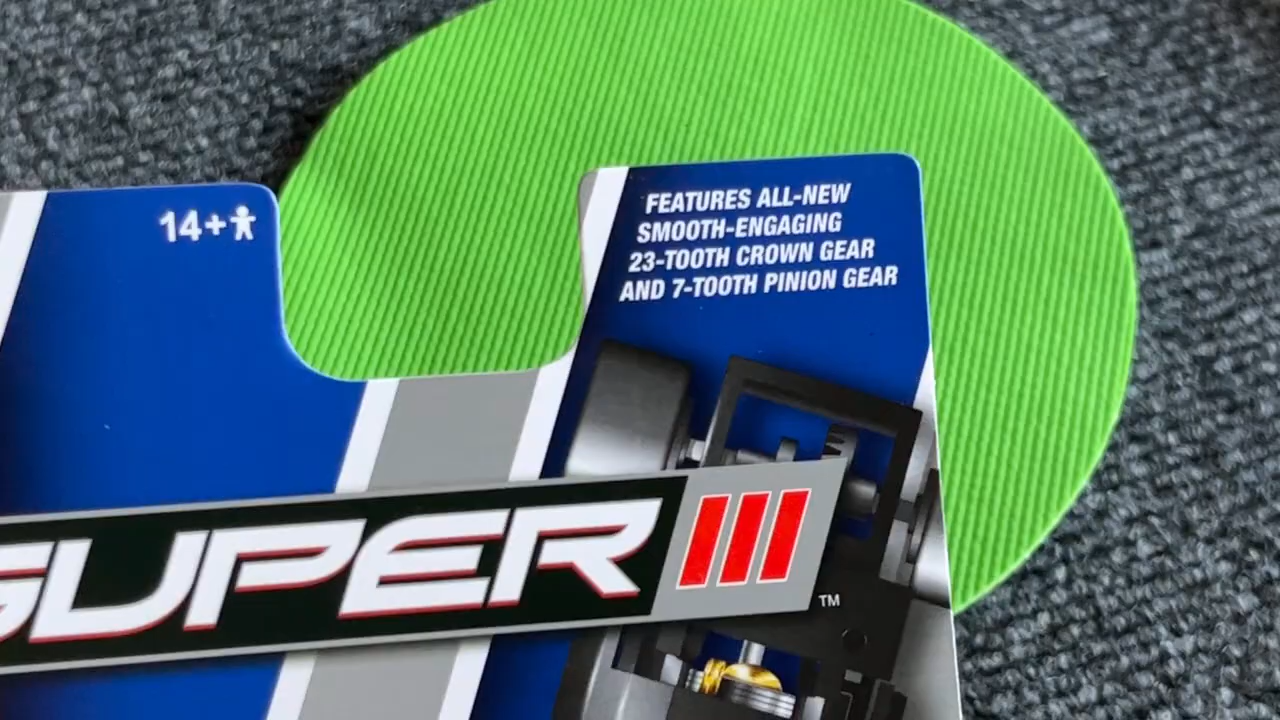 14+
FEATURES ALL-NEW
SMOOTH-ENGAGING
23-TOOTH CROWN GEAR
AND 7-TOOTH PINION GEAR
SUPER III
TM